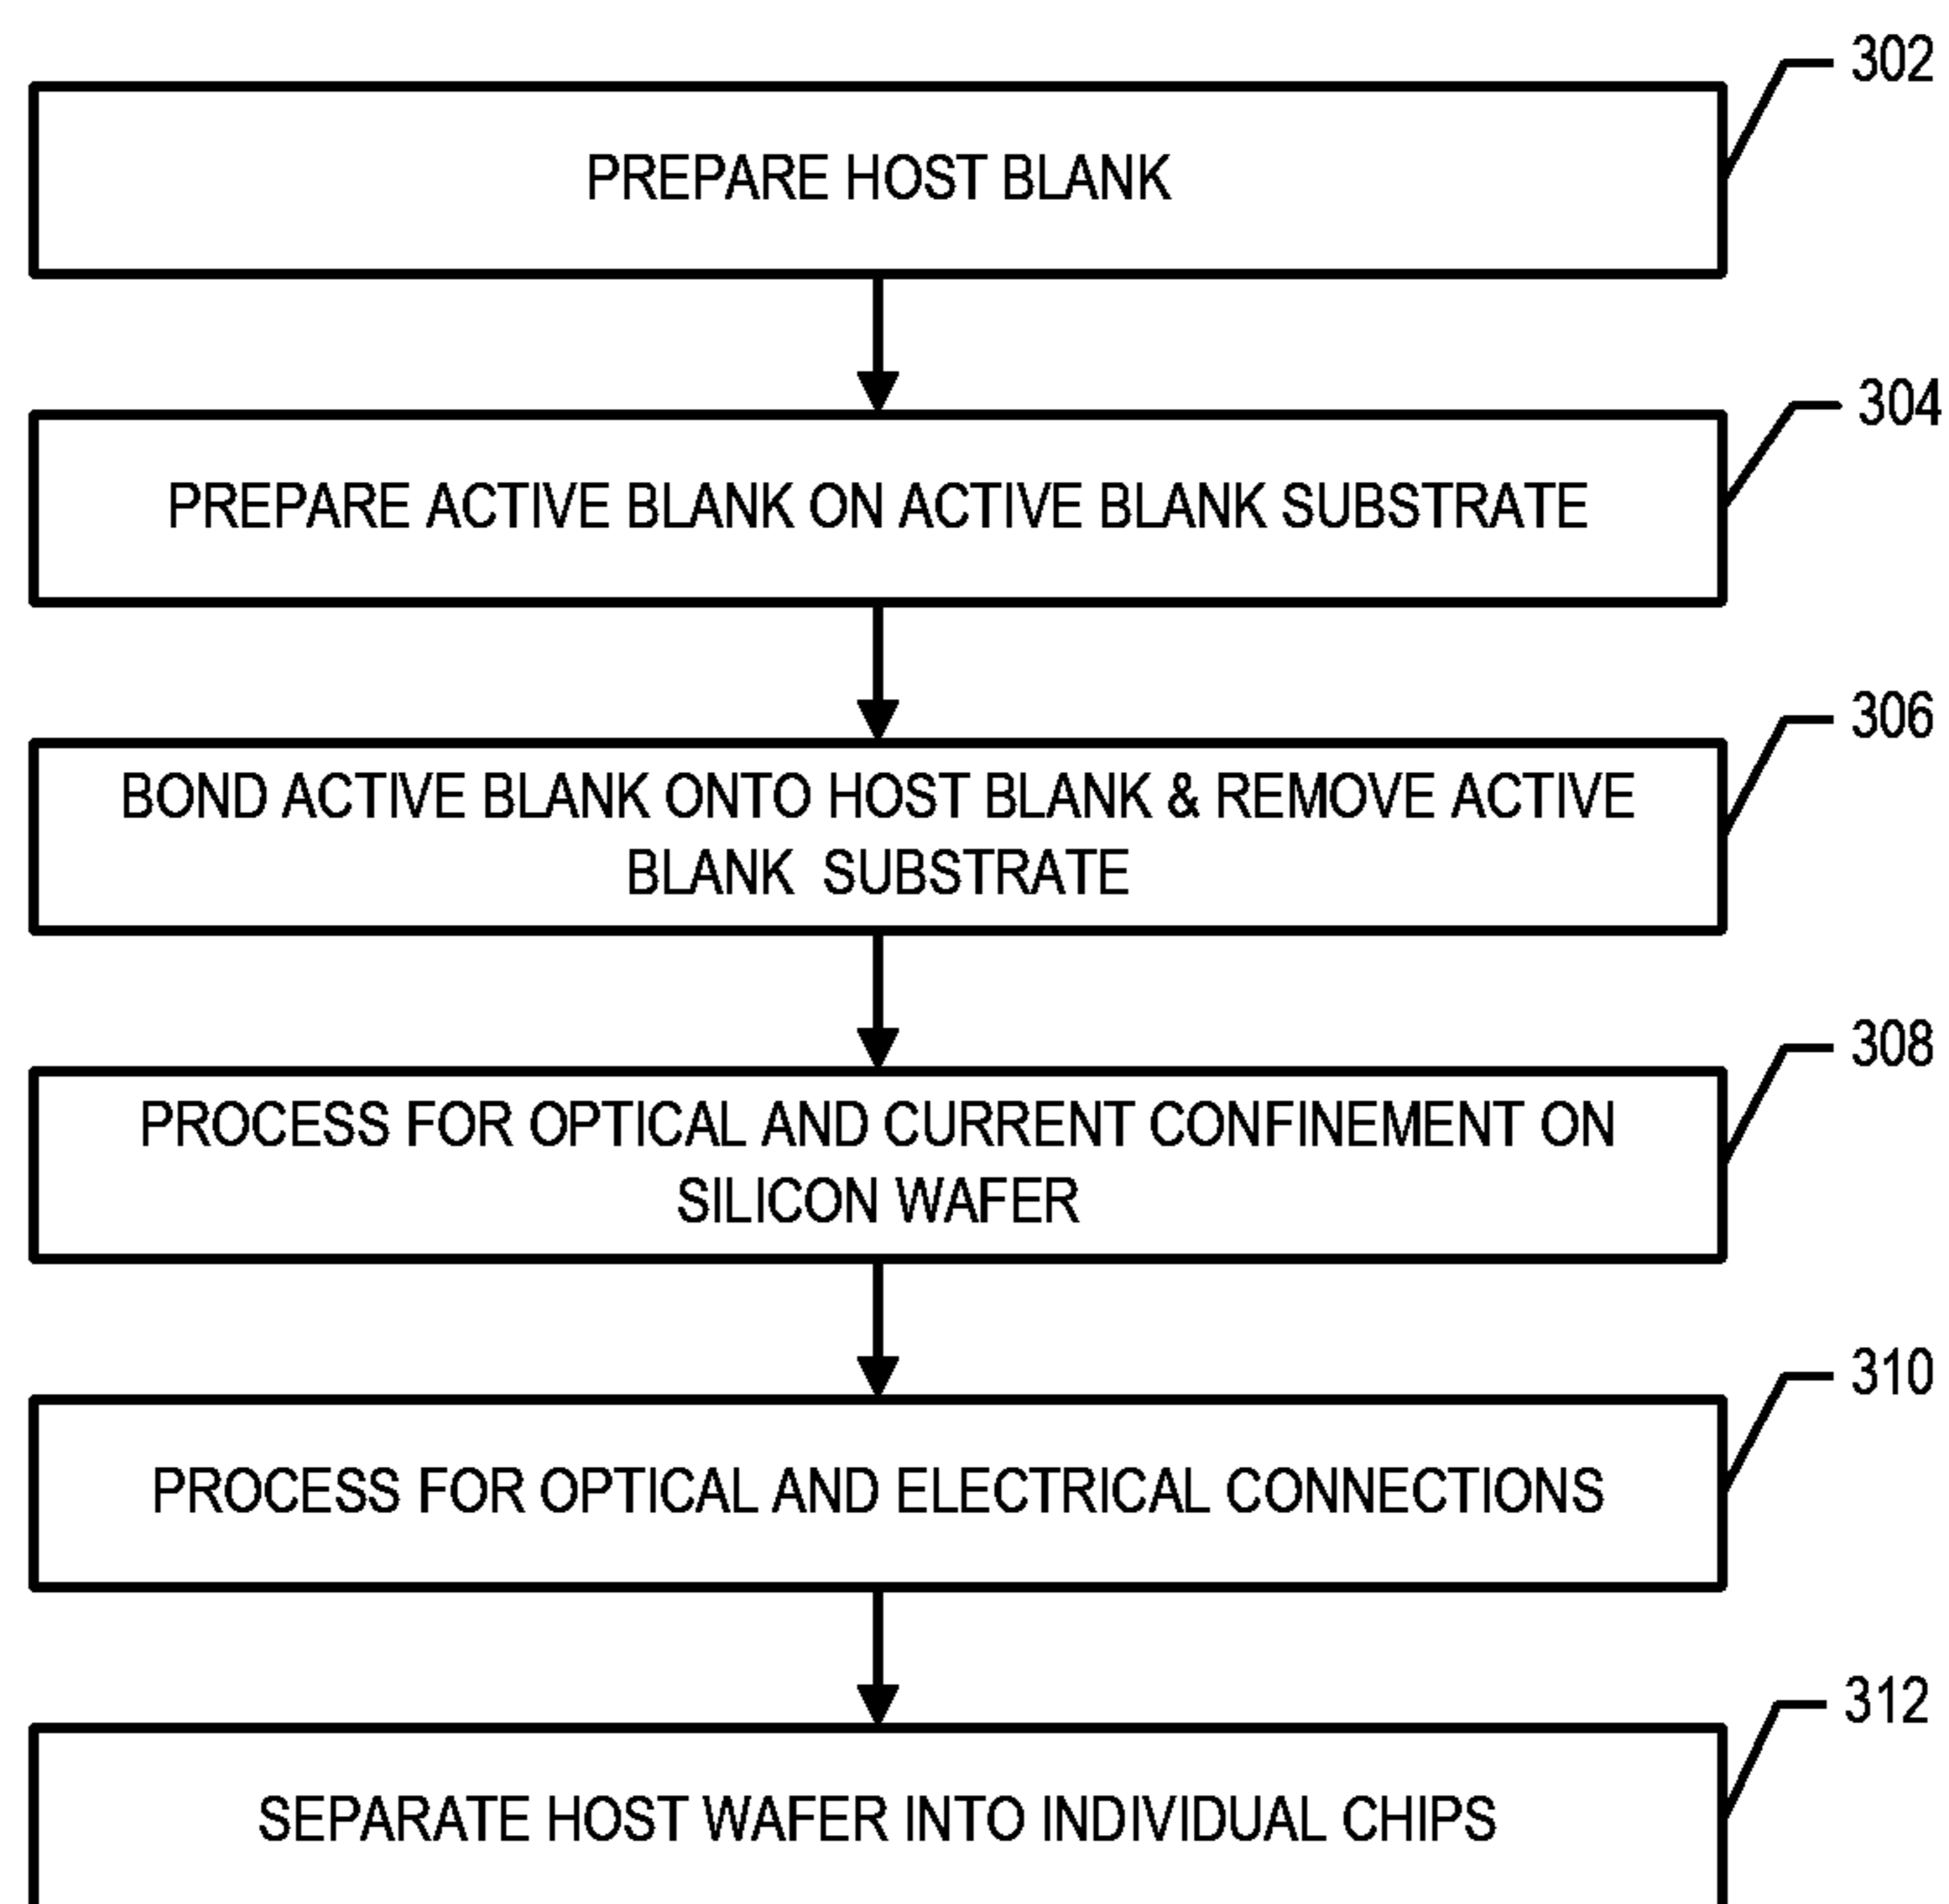 302
PREPARE HOST BLANK
304
PREPARE ACTIVE BLANK ON ACTIVE BLANK SUBSTRATE
306
BOND ACTIVE BLANK ONTO HOST BLANK & REMOVE ACTIVE
BLANK SUBSTRATE
308
PROCESS FOR OPTICAL AND CURRENT CONFINEMENT ON
SILICON WAFER
310
PROCESS FOR OPTICAL AND ELECTRICAL CONNECTIONS
312
SEPARATE HOST WAFER INTO INDIVIDUAL CHIPS